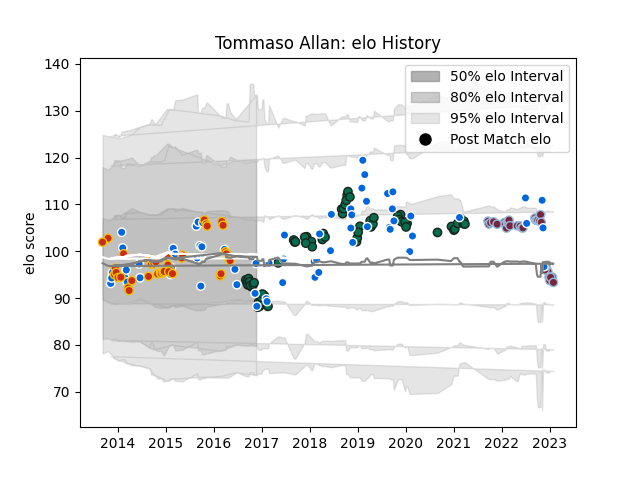 Tommaso Allan: elo History
140
130
120
110
100
90
80
70
elo score
50% elo Interval
80% elo Interval
95% elo Interval
Post Match elo
2014 2015 2016 2017 2018 2019 2020 2021 2022 2023